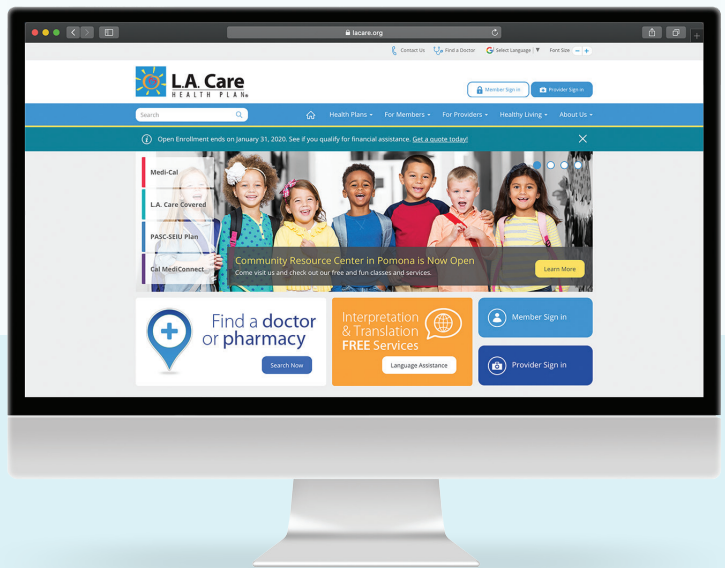 lacare.org
Contact Us Find a Doctor Select Language | ▼ Font Size − +
L.A. Care
HEALTH PLAN®
Member Sign in Provider Sign in
Search Health Plans For Members For Providers Healthy Living About Us
Open Enrollment ends on January 31, 2020. See if you qualify for financial assistance. Get a quote today!
Medi-Cal
L.A. Care Covered
PASC-SEIU Plan
Cal MediConnect
Community Resource Center in Pomona is Now Open
Come visit us and check out our free and fun classes and services.
Learn More
Find a doctor
or pharmacy
Search Now
Interpretation
& Translation
FREE Services
Language Assistance
Member Sign in
Provider Sign in